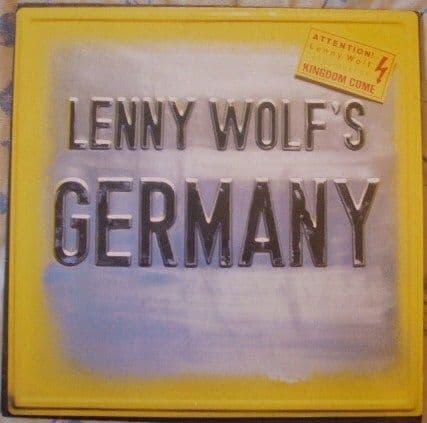 ATTENTION!
Lenny Wolf
KINGDOM COME
LENNY WOLF'S
GERMANY